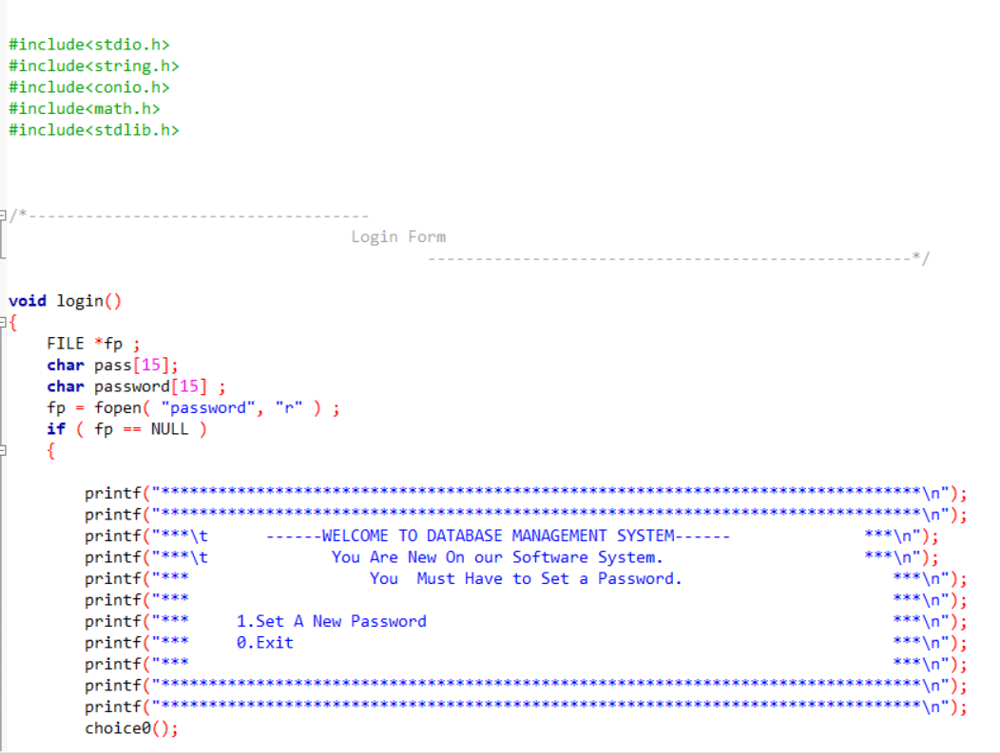 #include<stdio.h>
#include<string.h>
#include<conio.h>
#include<math.h>
#include<stdlib.h>
/*------------------------------------
Login Form
---------------------------------------------------*/
void login()
{
    FILE *fp ;
    char pass[15];
    char password[15] ;
    fp = fopen( "password", "r" ) ;
    if ( fp == NULL )
    {
        printf("********************************************************************************\n");
        printf("********************************************************************************\n");
        printf("***\t      ------WELCOME TO DATABASE MANAGEMENT SYSTEM------              ***\n");
        printf("***\t             You Are New On our Software System.                     ***\n");
        printf("***                   You  Must Have to Set a Password.                      ***\n");
        printf("***                                                                          ***\n");
        printf("***     1.Set A New Password                                                 ***\n");
        printf("***     0.Exit                                                               ***\n");
        printf("***                                                                          ***\n");
        printf("********************************************************************************\n");
        printf("********************************************************************************\n");
        choice0();